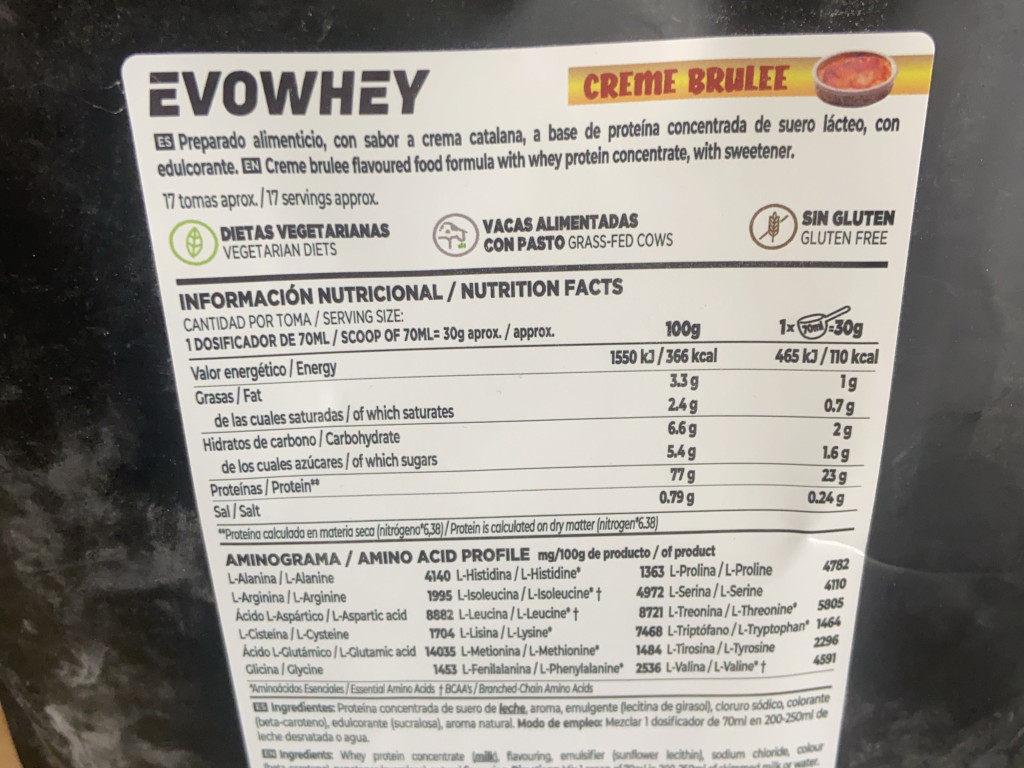 EVOWHEY
CREME BRULEE
ES Preparado alimenticio, con sabor a crema catalana, a base de proteína concentrada de suero lácteo, con
edulcorante. EN Creme brulee flavoured food formula with whey protein concentrate, with sweetener.
17 tomas aprox. / 17 servings approx.
DIETAS VEGETARIANAS
VEGETARIAN DIETS
VACAS ALIMENTADAS
CON PASTO GRASS-FED COWS
SIN GLUTEN
GLUTEN FREE
INFORMACIÓN NUTRICIONAL / NUTRITION FACTS
CANTIDAD POR TOMA / SERVING SIZE:
1 DOSIFICADOR DE 70ML / SCOOP OF 70ML= 30g aprox. / approx. 100g 1x 70ml =30g
Valor energético / Energy 1550 kJ / 366 kcal 465 kJ / 110 kcal
Grasas / Fat 3.3 g 1 g
de las cuales saturadas / of which saturates 2.4 g 0.7 g
Hidratos de carbono / Carbohydrate 6.6 g 2 g
de los cuales azúcares / of which sugars 5.4 g 1.6 g
Proteínas / Protein** 77 g 23 g
Sal / Salt 0.79 g 0.24 g
**Proteína calculada en materia seca (nitrógeno*6,38) / Protein is calculated on dry matter (nitrogen*6.38)
AMINOGRAMA / AMINO ACID PROFILE mg/100g de producto / of product
L-Alanina / L-Alanine 4140 L-Histidina / L-Histidine* 1363 L-Prolina / L-Proline 4782
L-Arginina / L-Arginine 1995 L-Isoleucina / L-Isoleucine* † 4972 L-Serina / L-Serine 4110
Ácido L-Aspártico / L-Aspartic acid 8882 L-Leucina / L-Leucine* † 8721 L-Treonina / L-Threonine* 5805
L-Cisteína / L-Cysteine 1704 L-Lisina / L-Lysine* 7468 L-Triptófano / L-Tryptophan* 1464
Ácido L-Glutámico / L-Glutamic acid 14035 L-Metionina / L-Methionine* 1484 L-Tirosina / L-Tyrosine 2296
Glicina / Glycine 1453 L-Fenilalanina / L-Phenylalanine* 2536 L-Valina / L-Valine* † 4591
*Aminoácidos Esenciales / Essential Amino Acids † BCAA's / Branched-Chain Amino Acids
ES Ingredientes: Proteína concentrada de suero de leche, aroma, emulgente (lecitina de girasol), cloruro sódico, colorante
(beta-caroteno), edulcorante (sucralosa), aroma natural. Modo de empleo: Mezclar 1 dosificador de 70ml en 200-250ml de
leche desnatada o agua.
EN Ingredients: Whey protein concentrate (milk), flavouring, emulsifier (sunflower lecithin), sodium chloride, colour